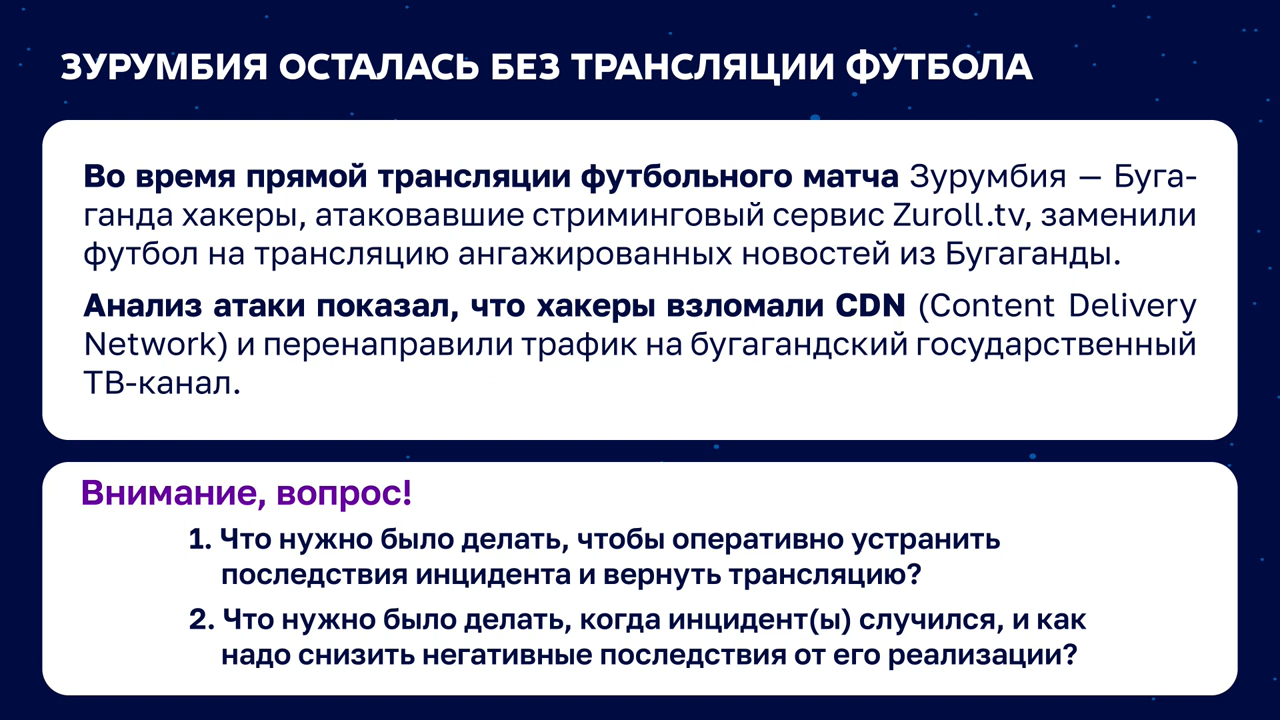 ЗУРУМБИЯ ОСТАЛАСЬ БЕЗ ТРАНСЛЯЦИИ ФУТБОЛА
Во время прямой трансляции футбольного матча Зурумбия — Буга-
ганда хакеры, атаковавшие стриминговый сервис Zuroll.tv, заменили
футбол на трансляцию ангажированных новостей из Бугаганды.
Анализ атаки показал, что хакеры взломали CDN (Content Delivery
Network) и перенаправили трафик на бугагандский государственный
ТВ-канал.
Внимание, вопрос!
1. Что нужно было делать, чтобы оперативно устранить
последствия инцидента и вернуть трансляцию?
2. Что нужно было делать, когда инцидент(ы) случился, и как
надо снизить негативные последствия от его реализации?